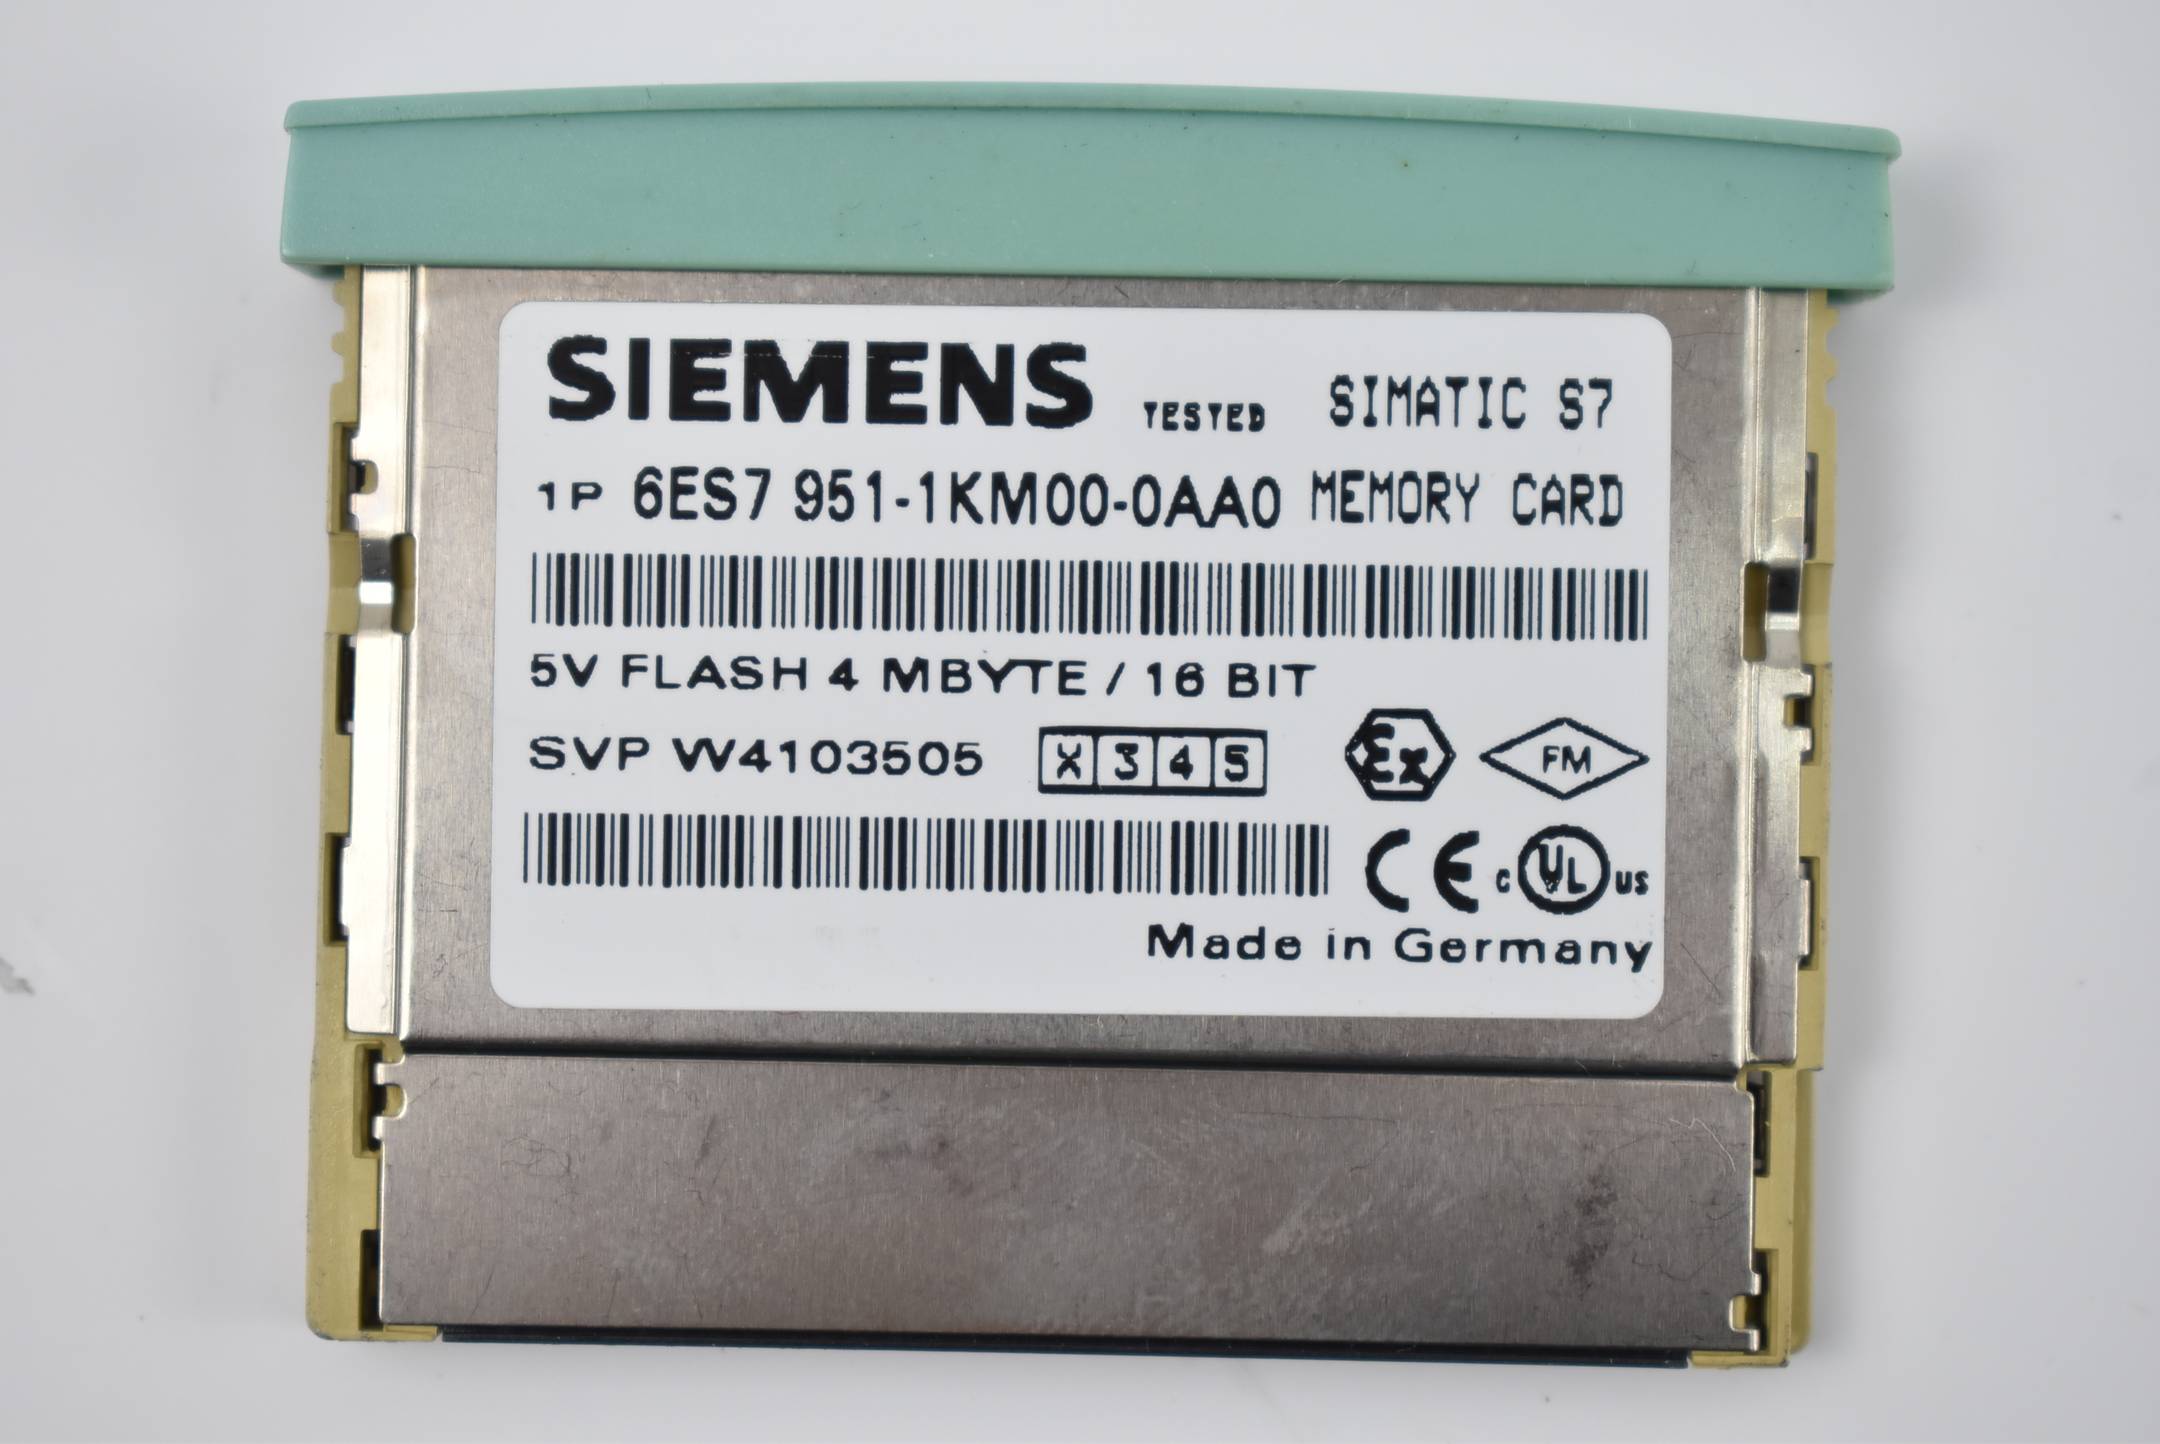 SIEMENS TESTED SIMATIC S7
1P 6ES7 951-1KM00-0AA0 MEMORY CARD
5V FLASH 4 MBYTE / 16 BIT
SVP W4103505 X 3 4 5 Ex FM
CE c UL US
Made in Germany